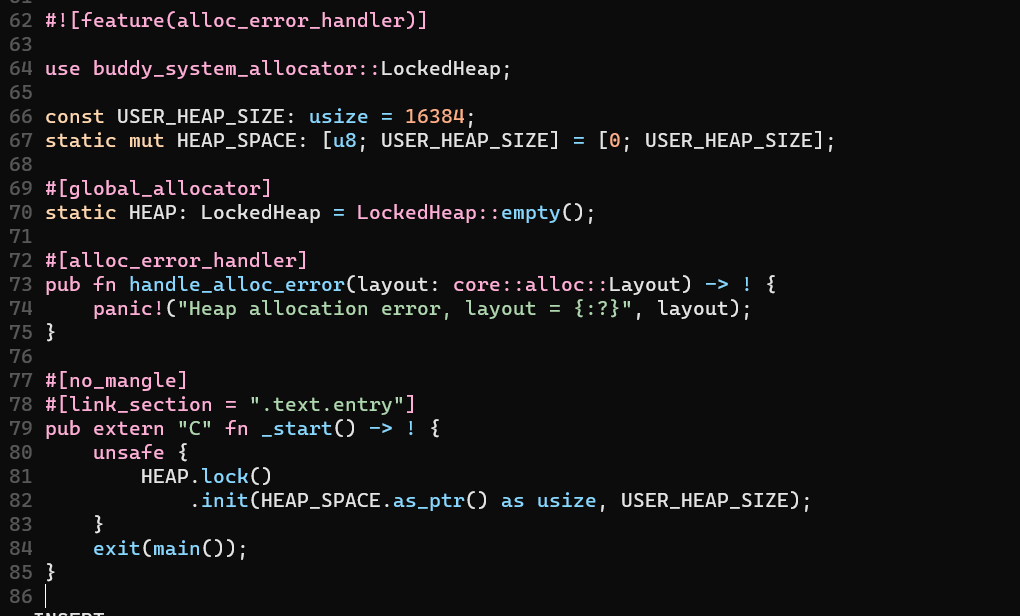 62 #![feature(alloc_error_handler)]
63
64 use buddy_system_allocator::LockedHeap;
65
66 const USER_HEAP_SIZE: usize = 16384;
67 static mut HEAP_SPACE: [u8; USER_HEAP_SIZE] = [0; USER_HEAP_SIZE];
68
69 #[global_allocator]
70 static HEAP: LockedHeap = LockedHeap::empty();
71
72 #[alloc_error_handler]
73 pub fn handle_alloc_error(layout: core::alloc::Layout) -> ! {
74     panic!("Heap allocation error, layout = {:?}", layout);
75 }
76
77 #[no_mangle]
78 #[link_section = ".text.entry"]
79 pub extern "C" fn _start() -> ! {
80     unsafe {
81         HEAP.lock()
82             .init(HEAP_SPACE.as_ptr() as usize, USER_HEAP_SIZE);
83     }
84     exit(main());
85 }
86